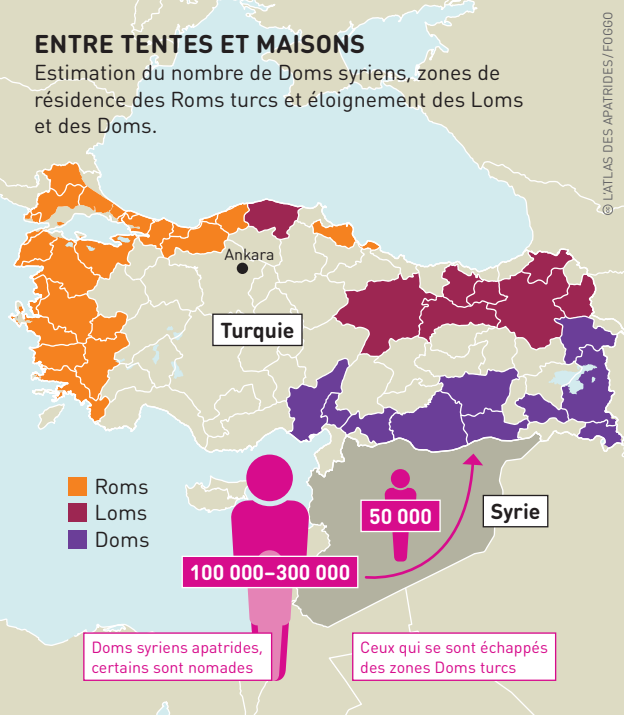 ENTRE TENTES ET MAISONS
Estimation du nombre de Doms syriens, zones de
résidence des Roms turcs et éloignement des Loms
et des Doms.
© L'ATLAS DES APATRIDES/FOGGO
Ankara
Turquie
Roms
Loms
Doms
50 000
Syrie
100 000–300 000
Doms syriens apatrides,
certains sont nomades
Ceux qui se sont échappés
des zones Doms turcs